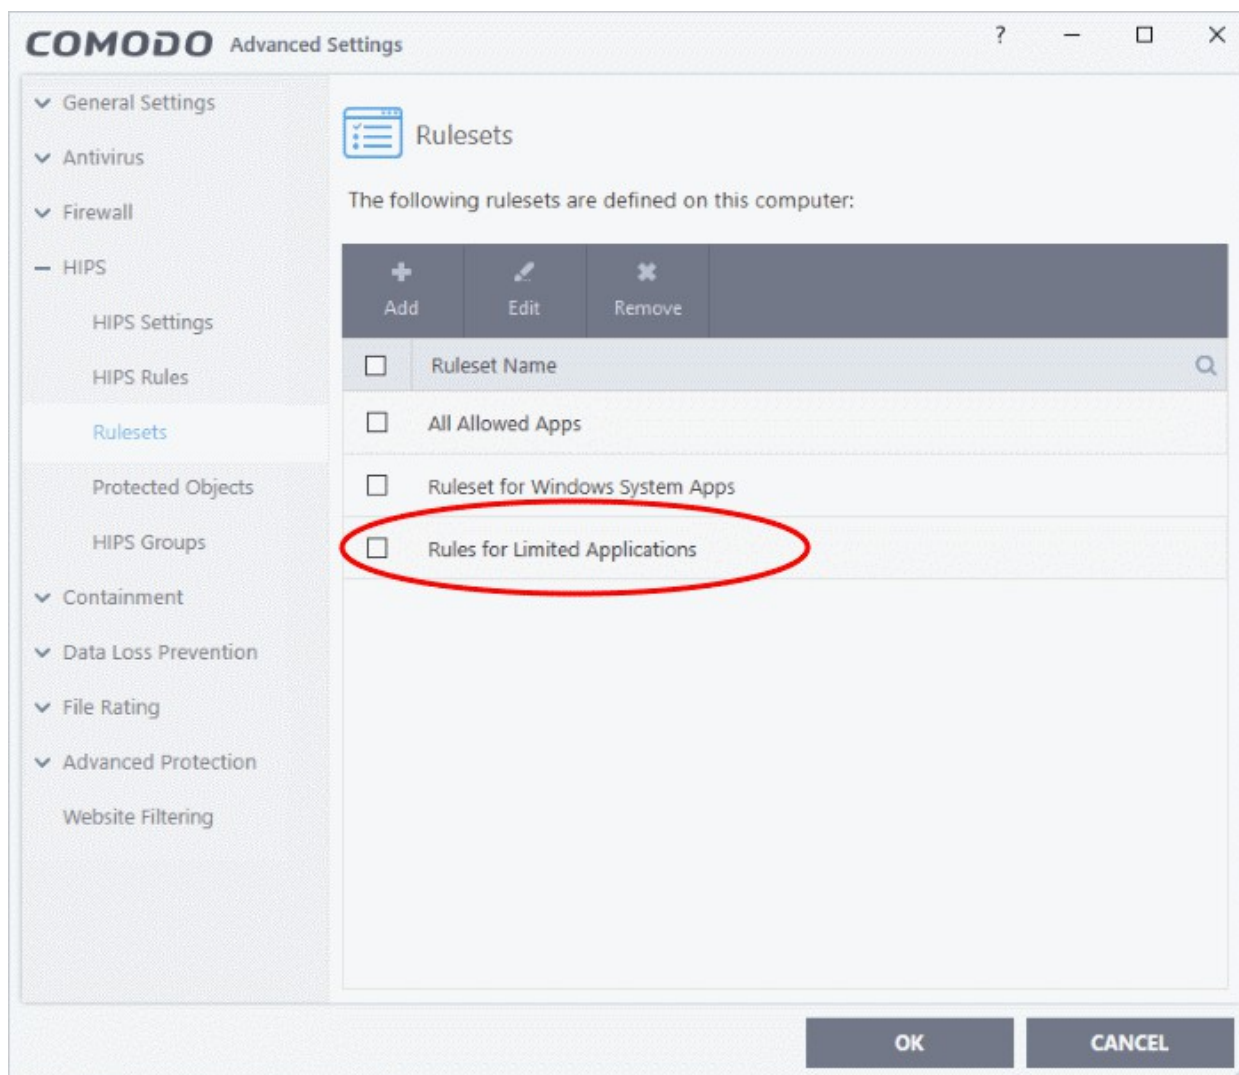 COMODO Advanced Settings ?
General Settings
Antivirus
Firewall
HIPS
HIPS Settings
HIPS Rules
Rulesets
Protected Objects
HIPS Groups
Containment
Data Loss Prevention
File Rating
Advanced Protection
Website Filtering
Rulesets
The following rulesets are defined on this computer:
Add Edit Remove
Ruleset Name
All Allowed Apps
Ruleset for Windows System Apps
Rules for Limited Applications
OK CANCEL